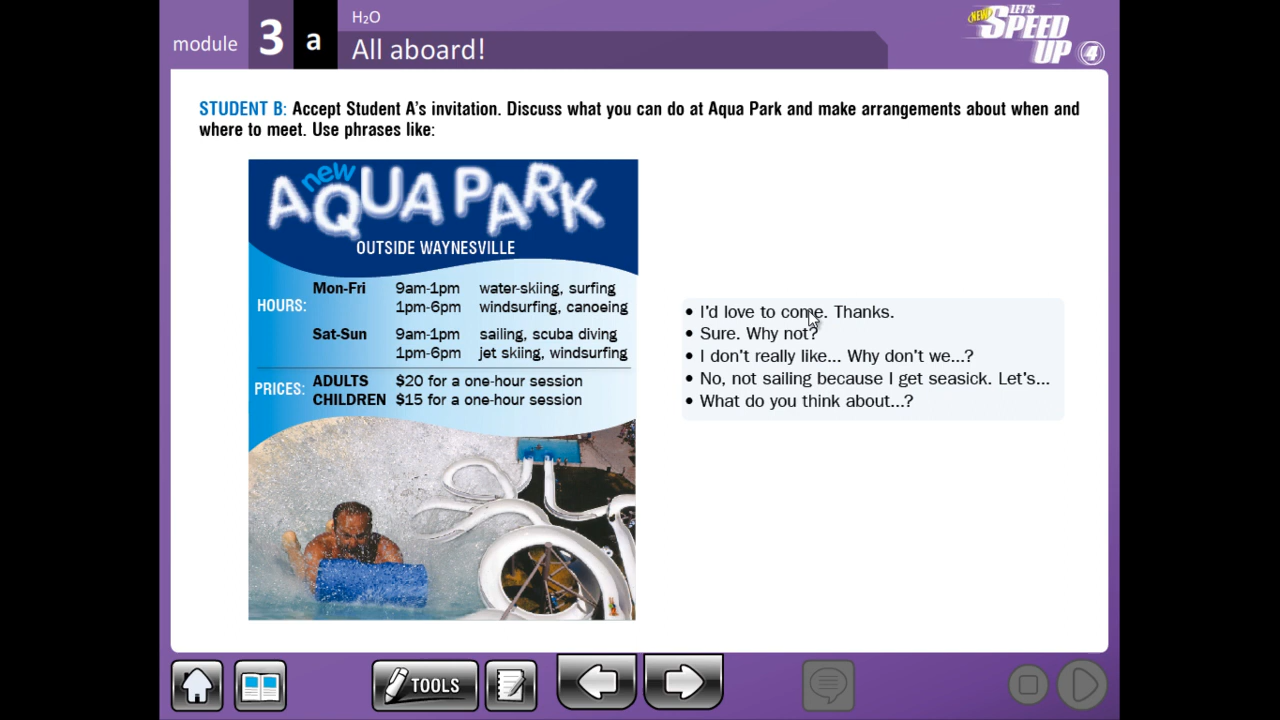 module 3 a
H₂O
All aboard!
NEW LET'S SPEED UP 4
STUDENT B: Accept Student A's invitation. Discuss what you can do at Aqua Park and make arrangements about when and
where to meet. Use phrases like:
new
AQUA PARK
OUTSIDE WAYNESVILLE
HOURS:
Mon-Fri 9am-1pm water-skiing, surfing
1pm-6pm windsurfing, canoeing
Sat-Sun 9am-1pm sailing, scuba diving
1pm-6pm jet skiing, windsurfing
PRICES: ADULTS $20 for a one-hour session
CHILDREN $15 for a one-hour session
• I'd love to come. Thanks.
• Sure. Why not?
• I don't really like... Why don't we...?
• No, not sailing because I get seasick. Let's...
• What do you think about...?
TOOLS